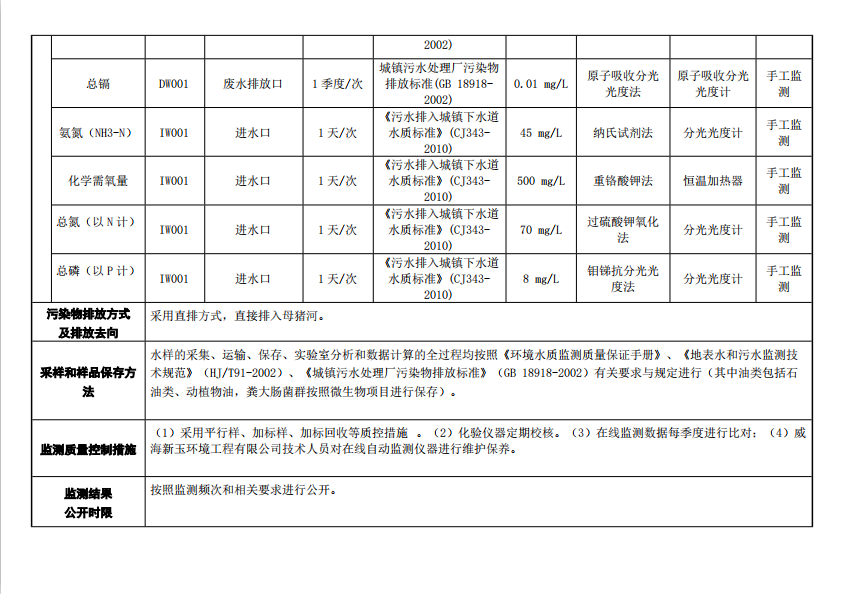 2002)
总镉 DW001 废水排放口 1 季度/次 城镇污水处理厂污染物排放标准(GB 18918-2002) 0.01 mg/L 原子吸收分光光度法 原子吸收分光光度计 手工监测
氨氮（NH3-N） IW001 进水口 1 天/次 《污水排入城镇下水道水质标准》(CJ343-2010) 45 mg/L 纳氏试剂法 分光光度计 手工监测
化学需氧量 IW001 进水口 1 天/次 《污水排入城镇下水道水质标准》(CJ343-2010) 500 mg/L 重铬酸钾法 恒温加热器 手工监测
总氮（以 N 计） IW001 进水口 1 天/次 《污水排入城镇下水道水质标准》(CJ343-2010) 70 mg/L 过硫酸钾氧化法 分光光度计 手工监测
总磷（以 P 计） IW001 进水口 1 天/次 《污水排入城镇下水道水质标准》(CJ343-2010) 8 mg/L 钼锑抗分光光度法 分光光度计 手工监测
污染物排放方式
及排放去向
采用直排方式，直接排入母猪河。
采样和样品保存方
法
水样的采集、运输、保存、实验室分析和数据计算的全过程均按照《环境水质监测质量保证手册》、《地表水和污水监测技
术规范》（HJ/T91-2002）、《城镇污水处理厂污染物排放标准》（GB 18918-2002）有关要求与规定进行（其中油类包括石
油类、动植物油，粪大肠菌群按照微生物项目进行保存）。
监测质量控制措施
（1）采用平行样、加标样、加标回收等质控措施 。（2）化验仪器定期校核。（3）在线监测数据每季度进行比对；（4）威
海新玉环境工程有限公司技术人员对在线自动监测仪器进行维护保养。
监测结果
公开时限
按照监测频次和相关要求进行公开。